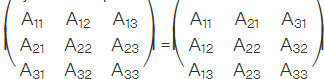 A11 A12 A13 A11 A21 A31
A21 A22 A23 = A12 A22 A32
A31 A32 A33 A13 A23 A33